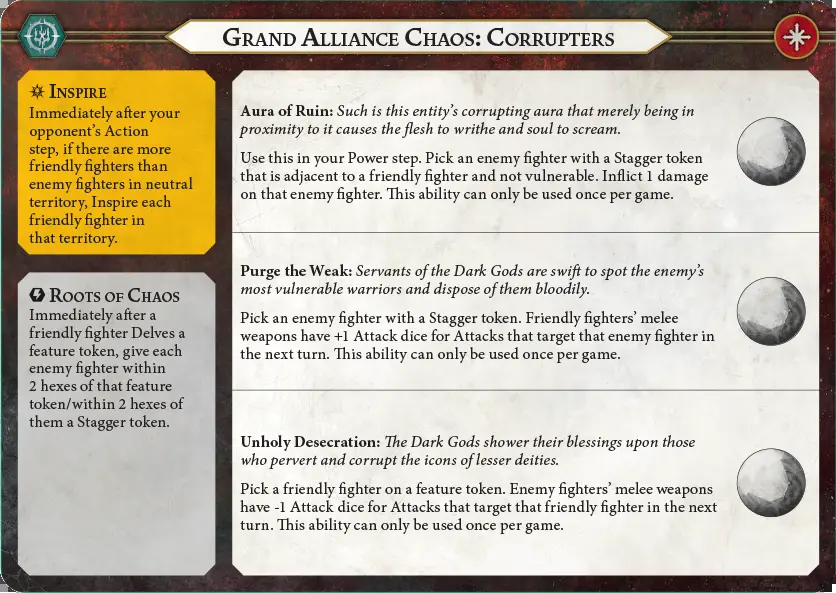 Grand Alliance Chaos: Corrupters
Inspire
Immediately after your
opponent's Action
step, if there are more
friendly fighters than
enemy fighters in neutral
territory, Inspire each
friendly fighter in
that territory.
Roots of Chaos
Immediately after a
friendly fighter Delves a
feature token, give each
enemy fighter within
2 hexes of that feature
token/within 2 hexes of
them a Stagger token.
Aura of Ruin: Such is this entity's corrupting aura that merely being in
proximity to it causes the flesh to writhe and soul to scream.
Use this in your Power step. Pick an enemy fighter with a Stagger token
that is adjacent to a friendly fighter and not vulnerable. Inflict 1 damage
on that enemy fighter. This ability can only be used once per game.
Purge the Weak: Servants of the Dark Gods are swift to spot the enemy's
most vulnerable warriors and dispose of them bloodily.
Pick an enemy fighter with a Stagger token. Friendly fighters' melee
weapons have +1 Attack dice for Attacks that target that enemy fighter in
the next turn. This ability can only be used once per game.
Unholy Desecration: The Dark Gods shower their blessings upon those
who pervert and corrupt the icons of lesser deities.
Pick a friendly fighter on a feature token. Enemy fighters' melee weapons
have -1 Attack dice for Attacks that target that friendly fighter in the next
turn. This ability can only be used once per game.